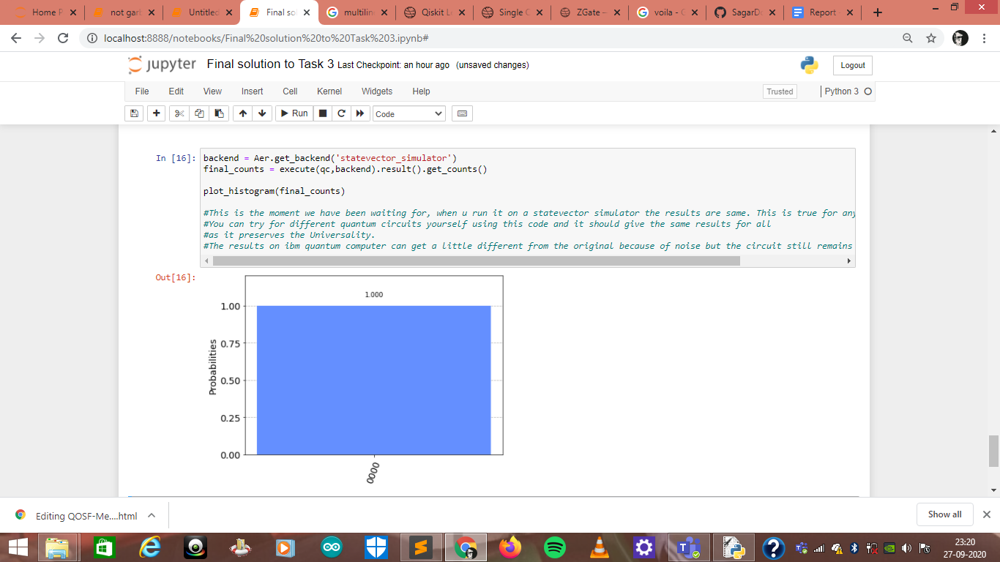 Home P
not gar
Untitled
Final so
multilin
Qiskit L
Single C
ZGate –
voila - G
SagarDo
Report
localhost:8888/notebooks/Final%20solution%20to%20Task%203.ipynb#
jupyter Final solution to Task 3 Last Checkpoint: an hour ago (unsaved changes)
Logout
File Edit View Insert Cell Kernel Widgets Help
Trusted
Python 3
Run
Code
In [16]: backend = Aer.get_backend('statevector_simulator')
final_counts = execute(qc,backend).result().get_counts()
plot_histogram(final_counts)
#This is the moment we have been waiting for, when u run it on a statevector simulator the results are same. This is true for any
#You can try for different quantum circuits yourself using this code and it should give the same results for all
#as it preserves the Universality.
#The results on ibm quantum computer can get a little different from the original because of noise but the circuit still remains
Out[16]:
1.000
1.00
0.75
0.50
0.25
0.00
Probabilities
0000
Editing QOSF-Me....html
Show all
23:20
27-09-2020